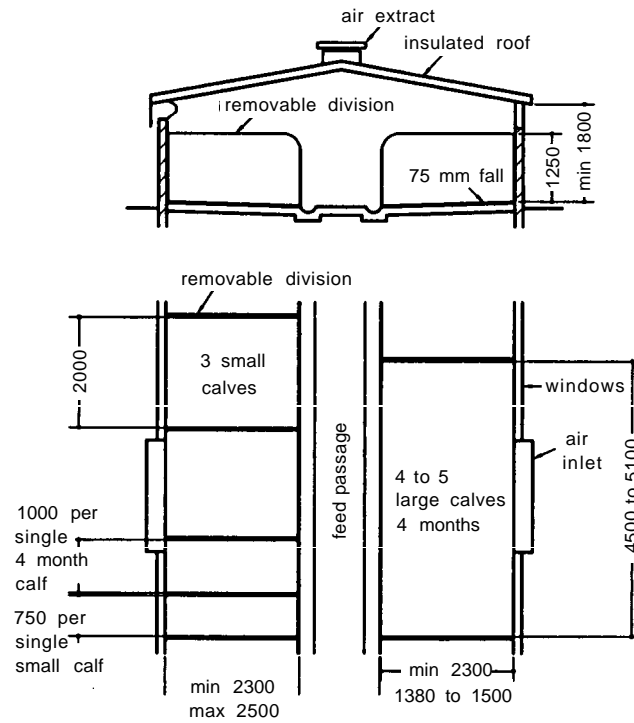 air extract
insulated roof
removable division
75 mm fall
1250
min 1800
removable division
2000
3 small
calves
feed passage
windows
air
inlet
4 to 5
large calves
4 months
4500 to 5100
1000 per
single
4 month
calf
750 per
single
small calf
min 2300
max 2500
min 2300
1380 to 1500